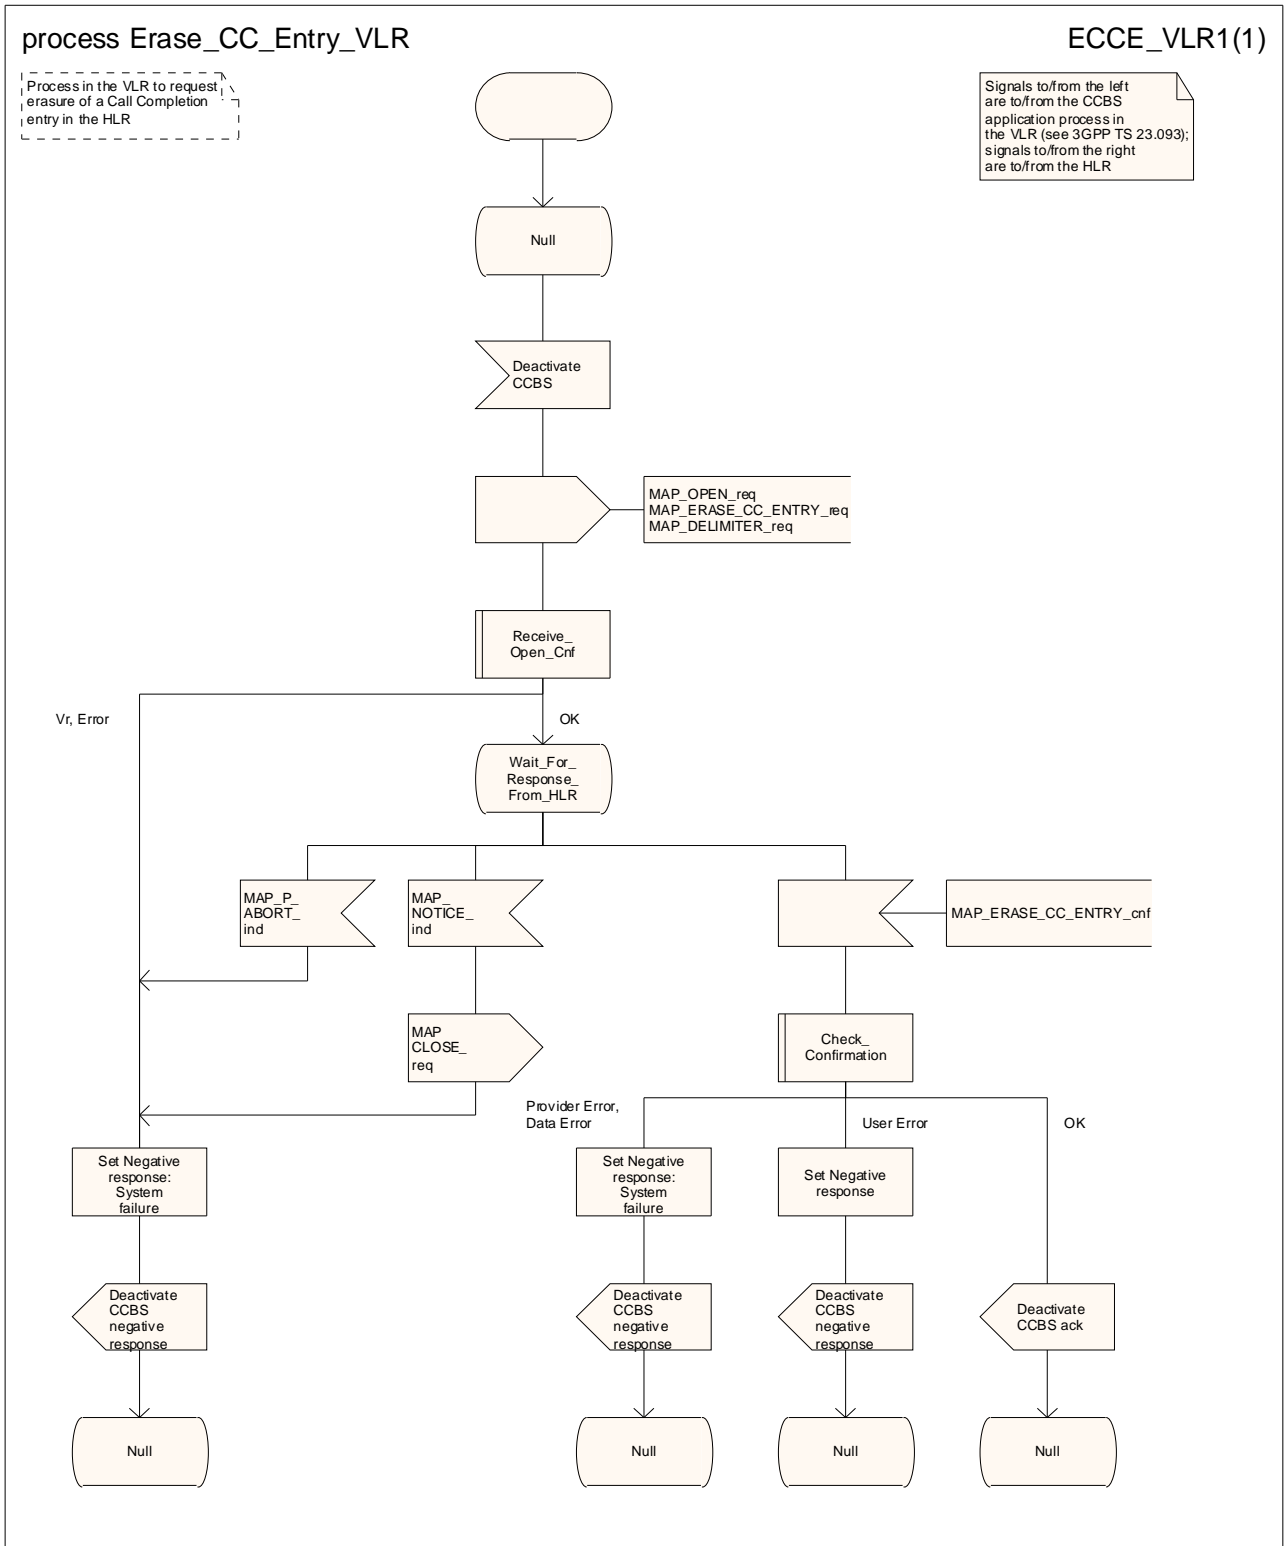 process Erase_CC_Entry_VLR
ECCE_VLR1(1)
Process in the VLR to request
erasure of a Call Completion
entry in the HLR
Signals to/from the left
are to/from the CCBS
application process in
the VLR (see 3GPP TS 23.093);
signals to/from the right
are to/from the HLR
Null
Deactivate
CCBS
MAP_OPEN_req
MAP_ERASE_CC_ENTRY_req
MAP_DELIMITER_req
Receive_
Open_Cnf
Vr, Error
OK
Wait_For_
Response_
From_HLR
MAP_P_
ABORT_
ind
MAP_
NOTICE_
ind
MAP_ERASE_CC_ENTRY_cnf
MAP
CLOSE_
req
Check_
Confirmation
Provider Error,
Data Error
User Error
OK
Set Negative
response:
System
failure
Set Negative
response:
System
failure
Set Negative
response
Deactivate
CCBS
negative
response
Deactivate
CCBS
negative
response
Deactivate
CCBS
negative
response
Deactivate
CCBS ack
Null
Null
Null
Null